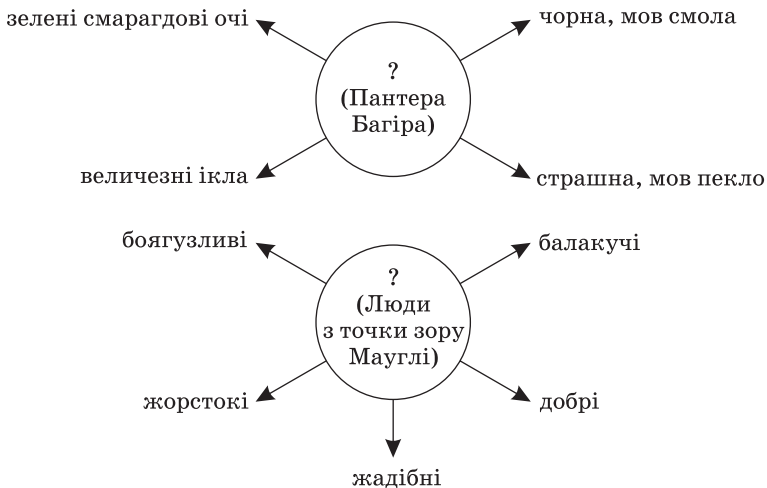 зелені смарагдові очі
чорна, мов смола
?
(Пантера
Багіра)
величезні ікла
страшна, мов пекло
боягузливі
балакучі
?
(Люди
з точки зору
Мауглі)
жорстокі
добрі
жадібні